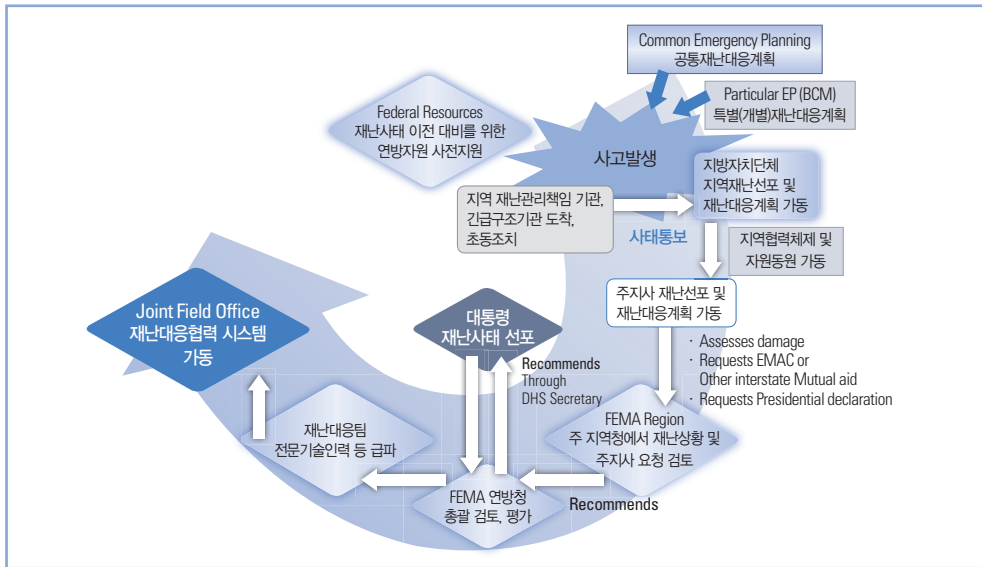 Common Emergency Planning
공통재난대응계획
Particular EP (BCM)
특별(개별)재난대응계획
Federal Resources
재난사태 이전 대비를 위한
연방자원 사전지원
사고발생
지방자치단체
지역재난선포 및
재난대응계획 가동
지역 재난관리책임 기관,
긴급구조기관 도착,
초동조치
사태통보
지역협력체제 및
자원동원 가동
주지사 재난선포 및
재난대응계획 가동
· Assesses damage
· Requests EMAC or
Other interstate Mutual aid
· Requests Presidential declaration
FEMA Region
주 지역청에서 재난상황 및
주지사 요청 검토
Recommends
FEMA 연방청
총괄 검토, 평가
대통령
재난사태 선포
Recommends
Through
DHS Secretary
재난대응팀
전문기술인력 등 급파
Joint Field Office
재난대응협력 시스템
가동